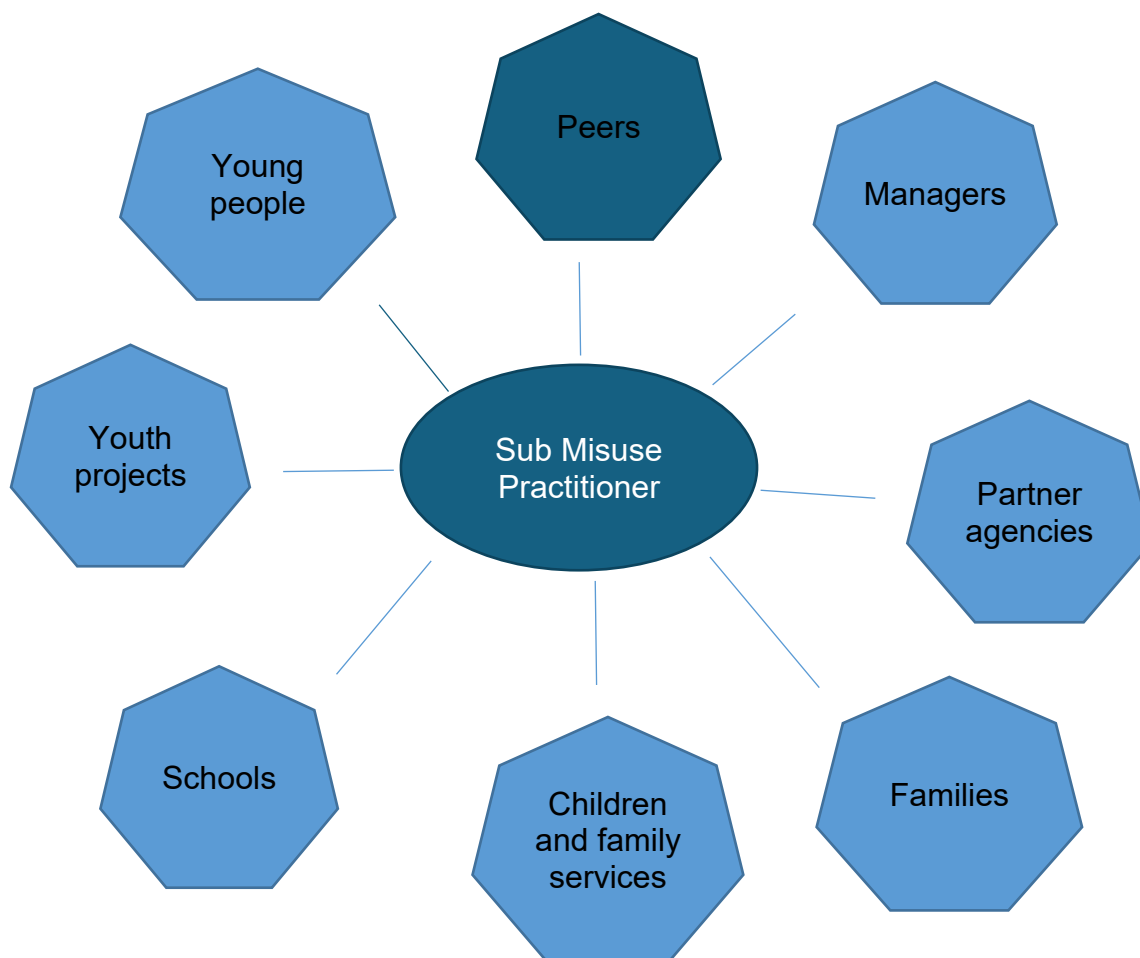 Peers
Young
people
Managers
Youth
projects
Sub Misuse
Practitioner
Partner
agencies
Schools
Children
and family
services
Families